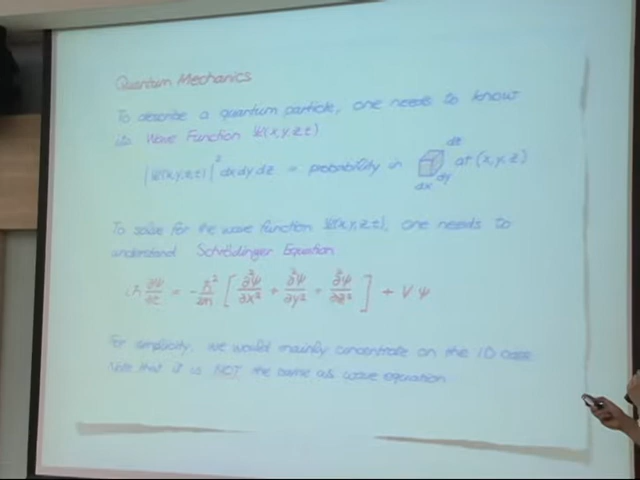 Quantum Mechanics
To describe a quantum particle, one needs to know
its Wave Function Ψ(x,y,z,t)
|Ψ(x,y,z,t)|² dx dy dz = probability in dx dy dz at (x,y,z)
To solve for the wave function Ψ(x,y,z,t), one needs to
understand Schrödinger Equation
iħ ∂Ψ/∂t = -ħ²/2m [ ∂²Ψ/∂x² + ∂²Ψ/∂y² + ∂²Ψ/∂z² ] + V Ψ
For simplicity, we would mainly concentrate on the 1D case
Note that it is NOT the same as wave equation